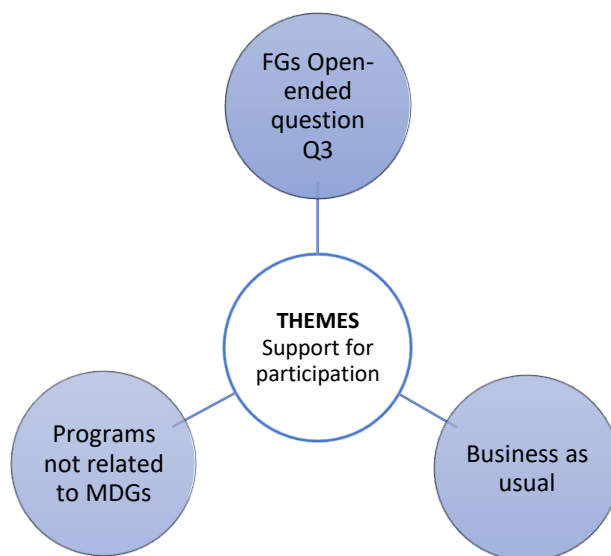 FGs Open-
ended
question
Q3
THEMES
Support for
participation
Programs
not related
to MDGs
Business as
usual